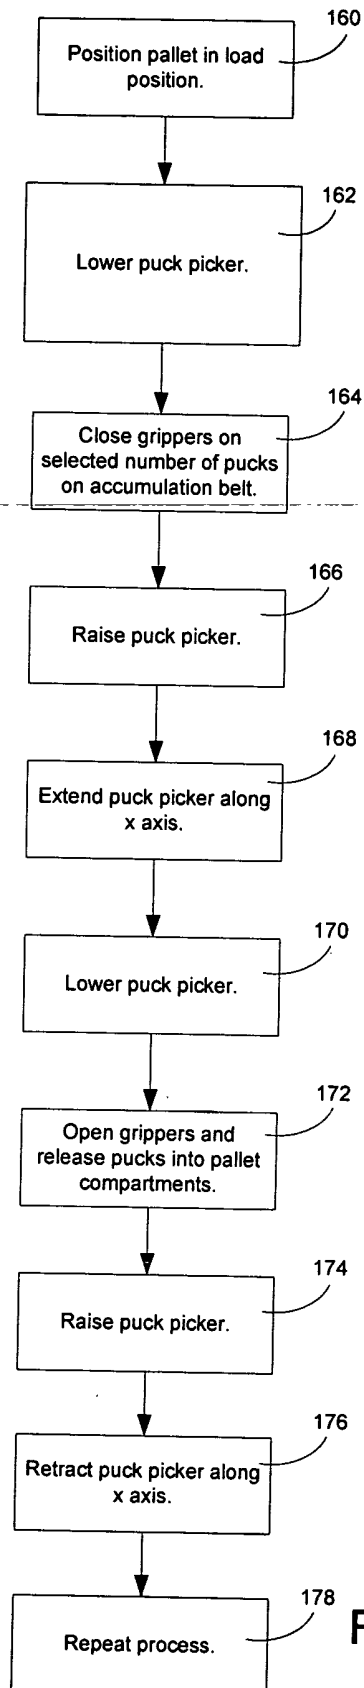 160
Position pallet in load
position.
162
Lower puck picker.
164
Close grippers on
selected number of pucks
on accumulation belt.
166
Raise puck picker.
168
Extend puck picker along
x axis.
170
Lower puck picker.
172
Open grippers and
release pucks into pallet
compartments.
174
Raise puck picker.
176
Retract puck picker along
x axis.
178
Repeat process.
F